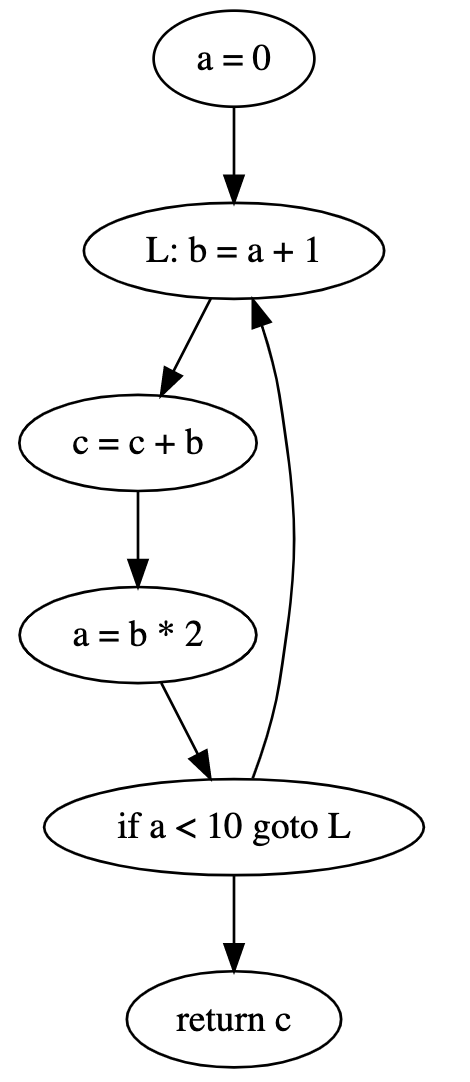 a = 0
L: b = a + 1
c = c + b
a = b * 2
if a < 10 goto L
return c